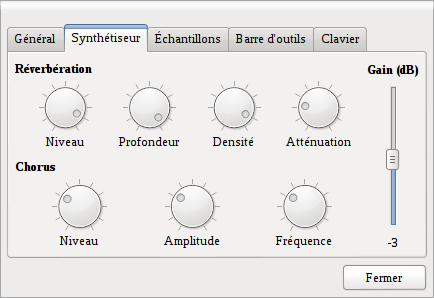 Général Synthétiseur Échantillons Barre d'outils Clavier
Réverbération Gain (dB)
Niveau Profondeur Densité Atténuation
Chorus
Niveau Amplitude Fréquence
-3
Fermer